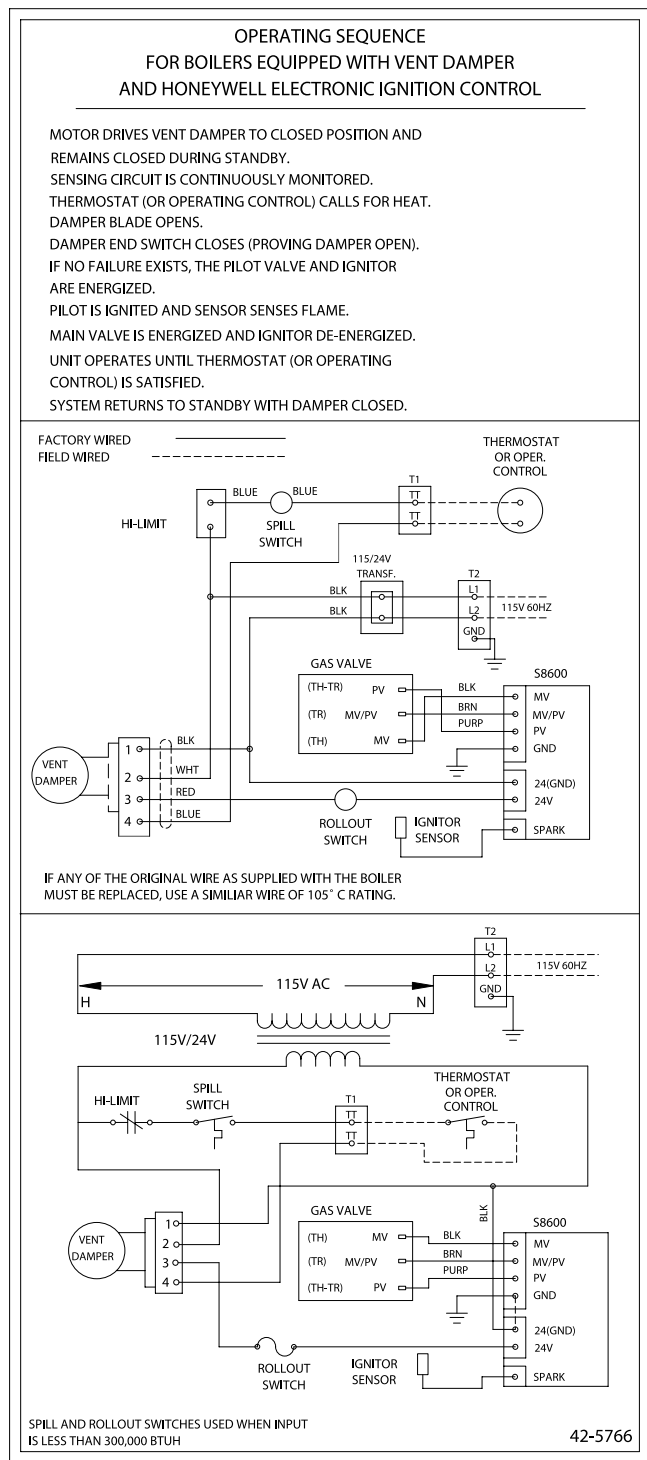 OPERATING SEQUENCE
FOR BOILERS EQUIPPED WITH VENT DAMPER
AND HONEYWELL ELECTRONIC IGNITION CONTROL
MOTOR DRIVES VENT DAMPER TO CLOSED POSITION AND
REMAINS CLOSED DURING STANDBY.
SENSING CIRCUIT IS CONTINUOUSLY MONITORED.
THERMOSTAT (OR OPERATING CONTROL) CALLS FOR HEAT.
DAMPER BLADE OPENS.
DAMPER END SWITCH CLOSES (PROVING DAMPER OPEN).
IF NO FAILURE EXISTS, THE PILOT VALVE AND IGNITOR
ARE ENERGIZED.
PILOT IS IGNITED AND SENSOR SENSES FLAME.
MAIN VALVE IS ENERGIZED AND IGNITOR DE-ENERGIZED.
UNIT OPERATES UNTIL THERMOSTAT (OR OPERATING
CONTROL) IS SATISFIED.
SYSTEM RETURNS TO STANDBY WITH DAMPER CLOSED.
FACTORY WIRED
FIELD WIRED
THERMOSTAT
OR OPER.
CONTROL
T1
TT
TT
BLUE
BLUE
HI-LIMIT
SPILL
SWITCH
115/24V
TRANSF.
T2
BLK
L1
BLK
L2
115V 60HZ
GND
GAS VALVE
(TH-TR) PV
(TR) MV/PV
(TH) MV
BLK
BRN
PURP
S8600
MV
MV/PV
PV
GND
24(GND)
24V
SPARK
VENT
DAMPER
1
2
3
4
BLK
WHT
RED
BLUE
ROLLOUT
SWITCH
IGNITOR
SENSOR
IF ANY OF THE ORIGINAL WIRE AS SUPPLIED WITH THE BOILER
MUST BE REPLACED, USE A SIMILIAR WIRE OF 105° C RATING.
T2
L1
L2
115V 60HZ
GND
115V AC
H
N
115V/24V
HI-LIMIT
SPILL
SWITCH
T1
TT
TT
THERMOSTAT
OR OPER.
CONTROL
VENT
DAMPER
1
2
3
4
GAS VALVE
(TH) MV
(TR) MV/PV
(TH-TR) PV
BLK
BLK
BRN
PURP
S8600
MV
MV/PV
PV
GND
24(GND)
24V
SPARK
ROLLOUT
SWITCH
IGNITOR
SENSOR
SPILL AND ROLLOUT SWITCHES USED WHEN INPUT
IS LESS THAN 300,000 BTUH
42-5766